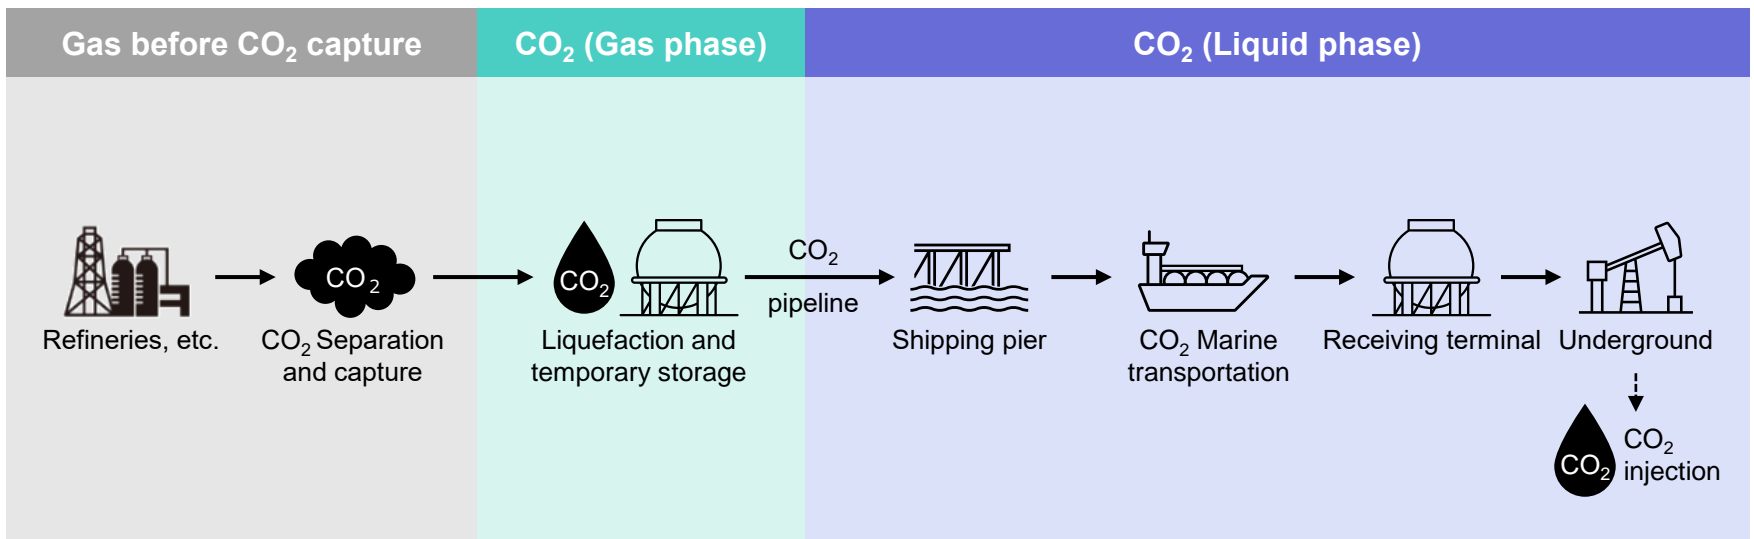 Gas before CO₂ capture
CO₂ (Gas phase)
CO₂ (Liquid phase)
CO₂
Refineries, etc.
CO₂ Separation
and capture
CO₂
Liquefaction and
temporary storage
CO₂
pipeline
Shipping pier
CO₂ Marine
transportation
Receiving terminal
Underground
CO₂
CO₂
injection